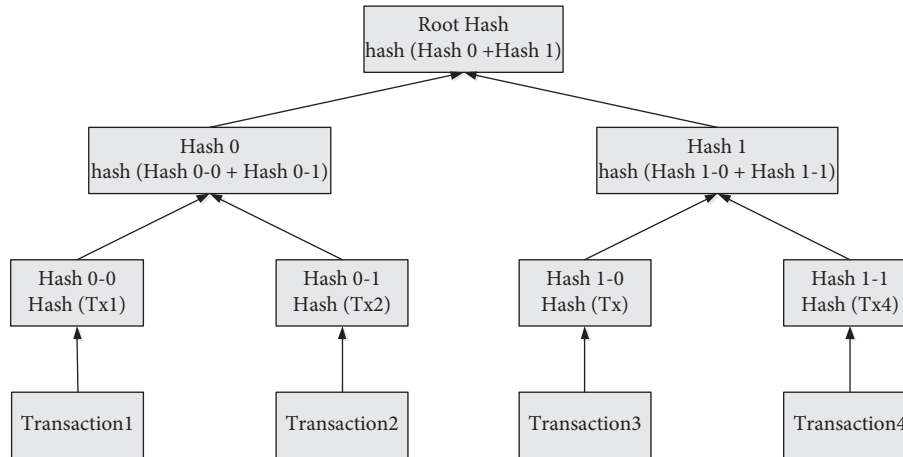 Root Hash
hash (Hash 0 +Hash 1)
Hash 0
hash (Hash 0-0 + Hash 0-1)
Hash 1
hash (Hash 1-0 + Hash 1-1)
Hash 0-0
Hash (Tx1)
Hash 0-1
Hash (Tx2)
Hash 1-0
Hash (Tx)
Hash 1-1
Hash (Tx4)
Transaction1
Transaction2
Transaction3
Transaction4